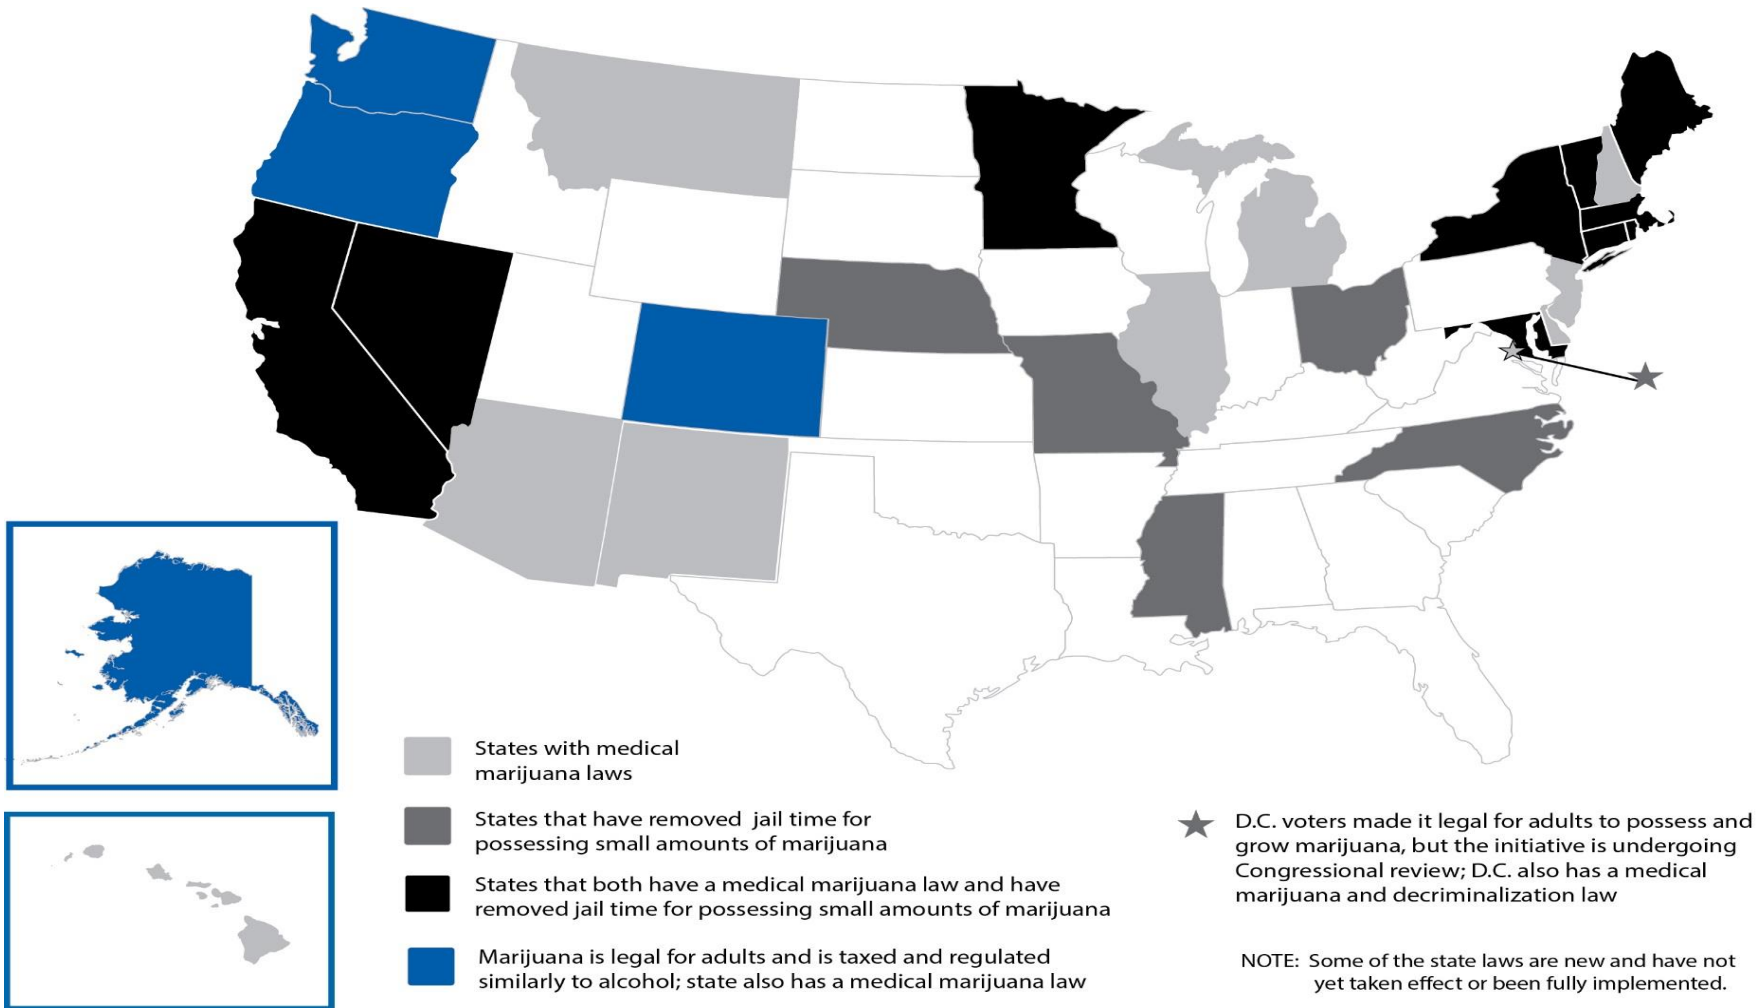 States with medical
marijuana laws
States that have removed jail time for
possessing small amounts of marijuana
States that both have a medical marijuana law and have
removed jail time for possessing small amounts of marijuana
Marijuana is legal for adults and is taxed and regulated
similarly to alcohol; state also has a medical marijuana law
D.C. voters made it legal for adults to possess and
grow marijuana, but the initiative is undergoing
Congressional review; D.C. also has a medical
marijuana and decriminalization law
NOTE: Some of the state laws are new and have not
yet taken effect or been fully implemented.